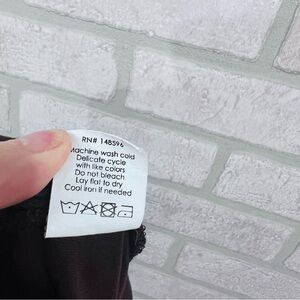 RN# 148596
Machine wash cold
Delicate cycle
with like colors
Do not bleach
Lay flat to dry
Cool iron if needed